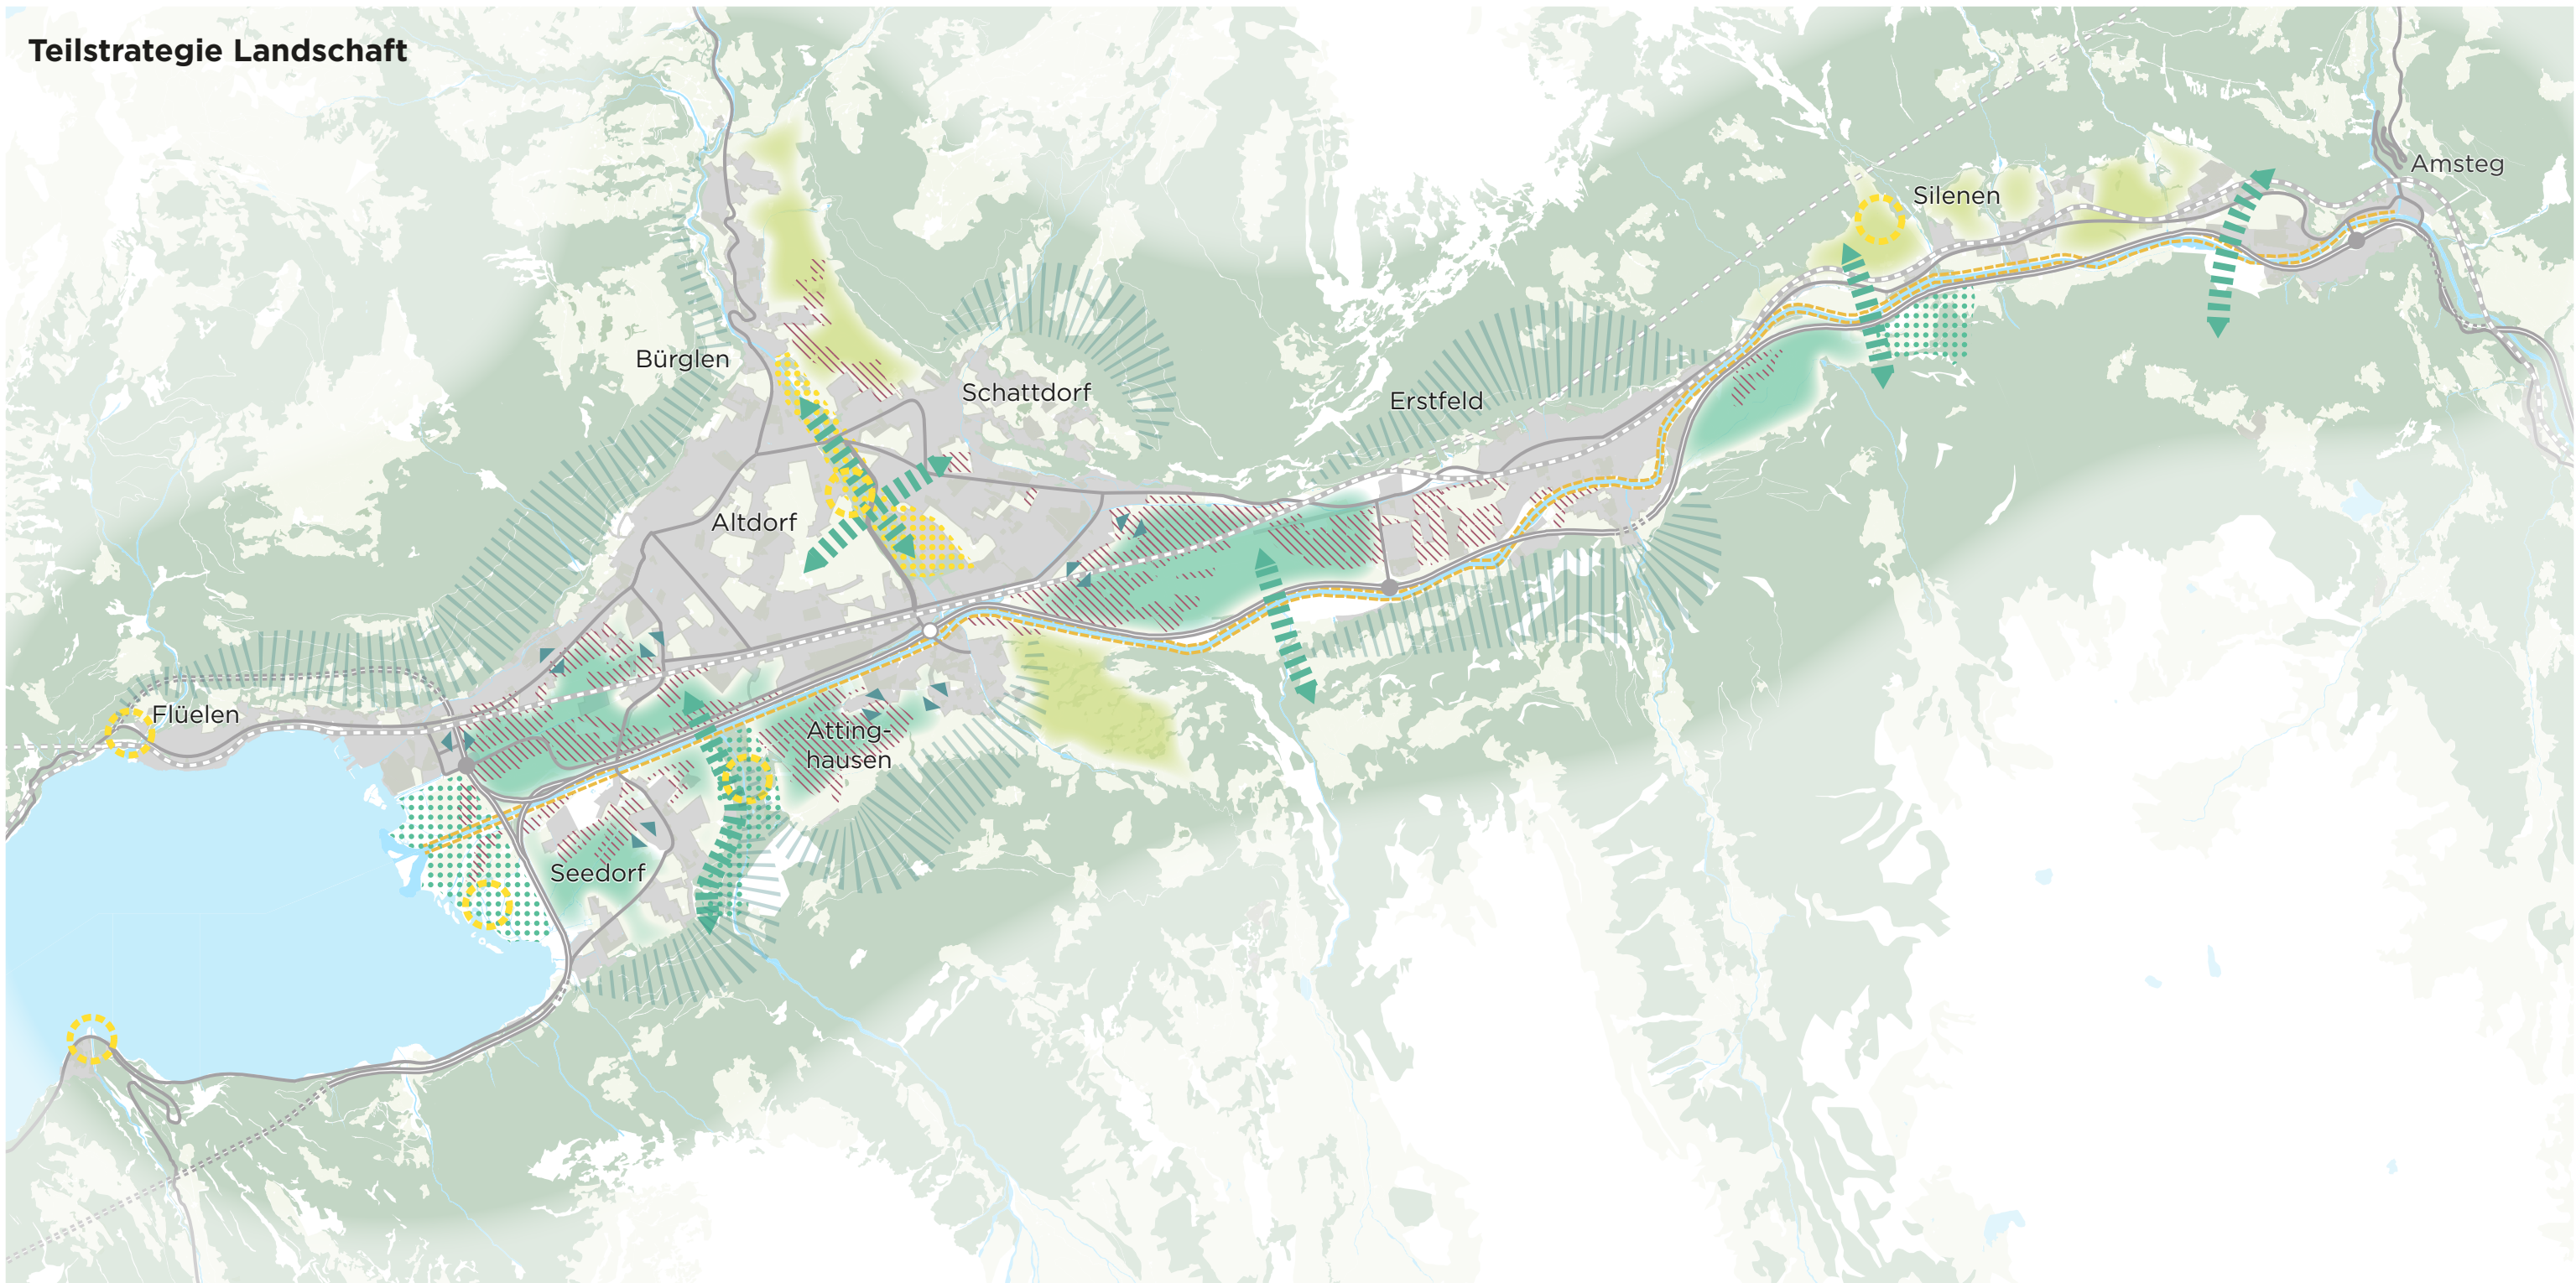 Teilstrategie Landschaft
Amsteg
Silenen
Bürglen
Schattdorf
Erstfeld
Altdorf
Flüelen
Atting-
hausen
Seedorf